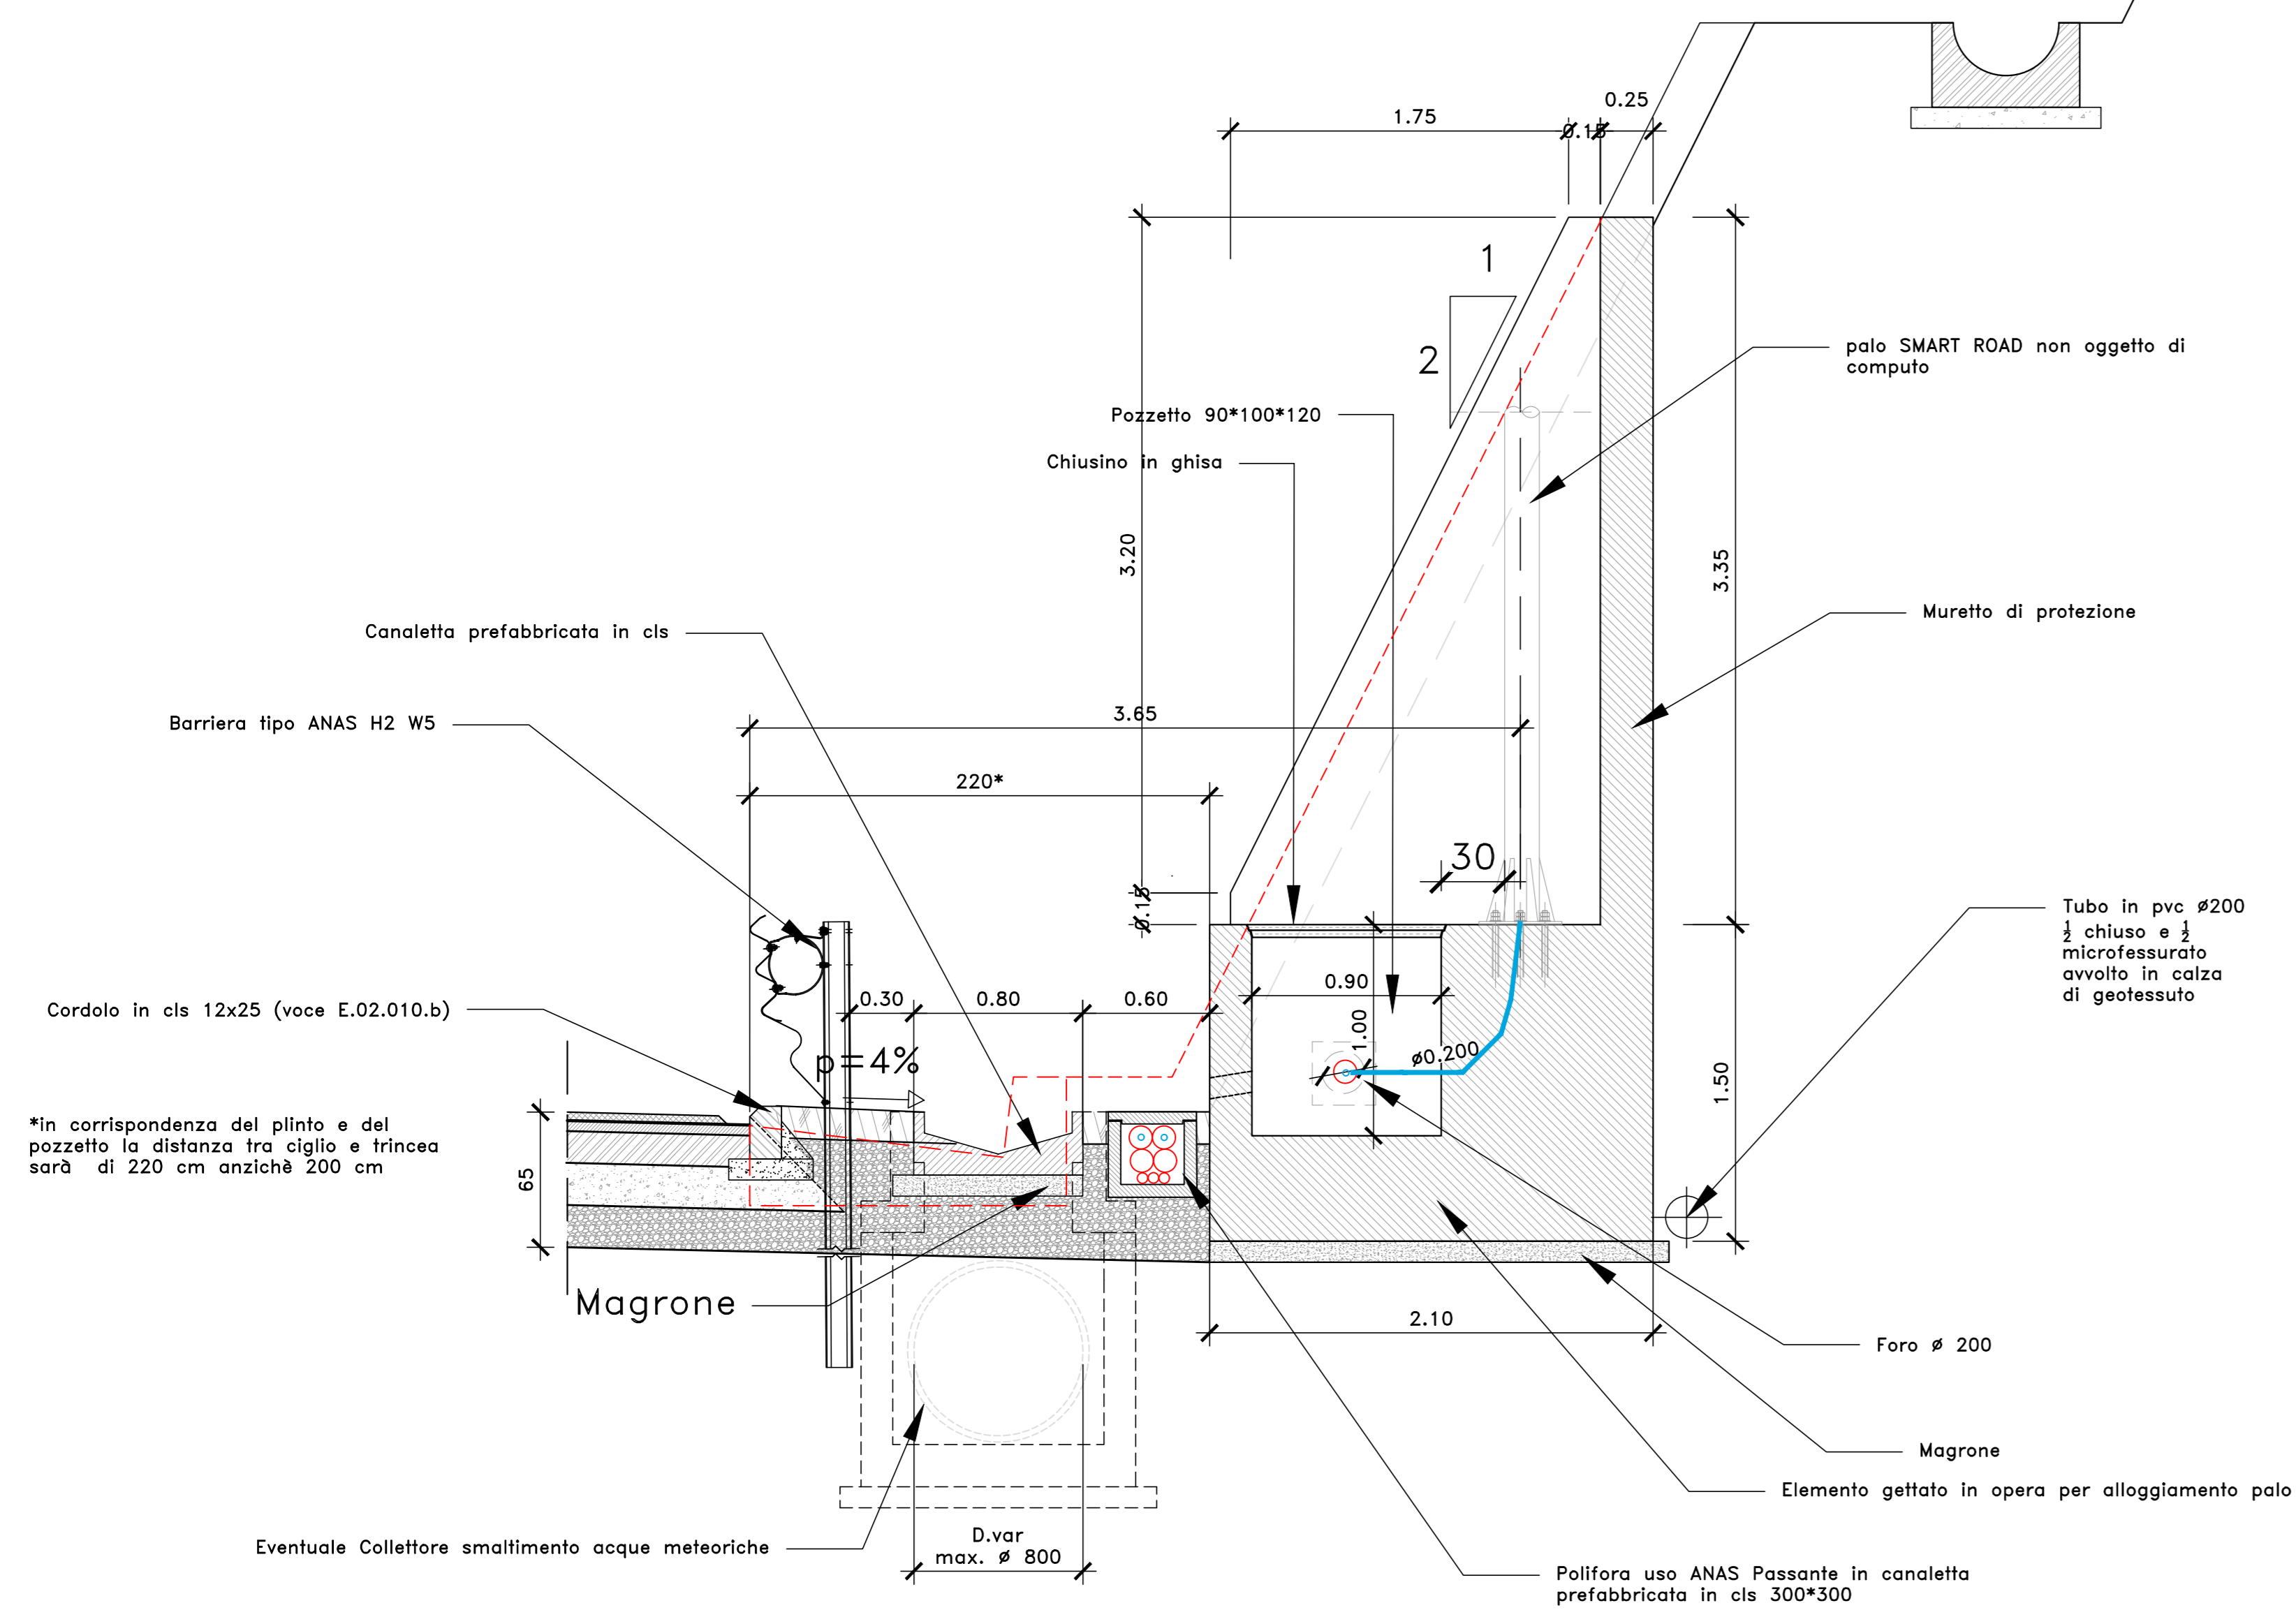 0.25
1.75
0.15
1
2
palo SMART ROAD non oggetto di
computo
Pozzetto 90*100*120
Chiusino in ghisa
3.20
3.35
Muretto di protezione
Canaletta prefabbricata in cls
3.65
Barriera tipo ANAS H2 W5
220*
30
0.15
Tubo in pvc ø200
½ chiuso e ½
microfessurato
avvolto in calza
di geotessuto
0.30
0.80
0.60
0.90
1.00
Cordolo in cls 12x25 (voce E.02.010.b)
p=4%
ø0.200
1.50
*in corrispondenza del plinto e del
pozzetto la distanza tra ciglio e trincea
sarà di 220 cm anzichè 200 cm
65
Magrone
2.10
Foro ø 200
Magrone
Elemento gettato in opera per alloggiamento palo
Eventuale Collettore smaltimento acque meteoriche
D.var
max. ø 800
Polifora uso ANAS Passante in canaletta
prefabbricata in cls 300*300